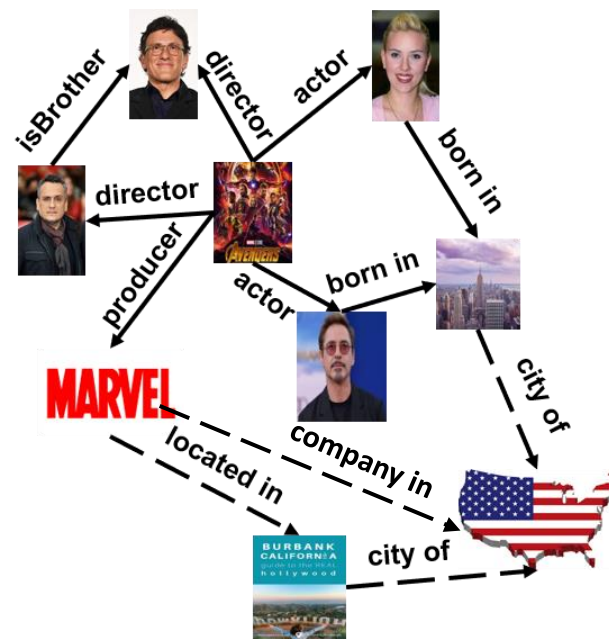 isBrother
director
actor
director
born in
producer
AVENGERS
actor
born in
MARVEL
located in
company in
city of
BURBANK
CALIFORNIA
guide to the REAL
hollywood
city of